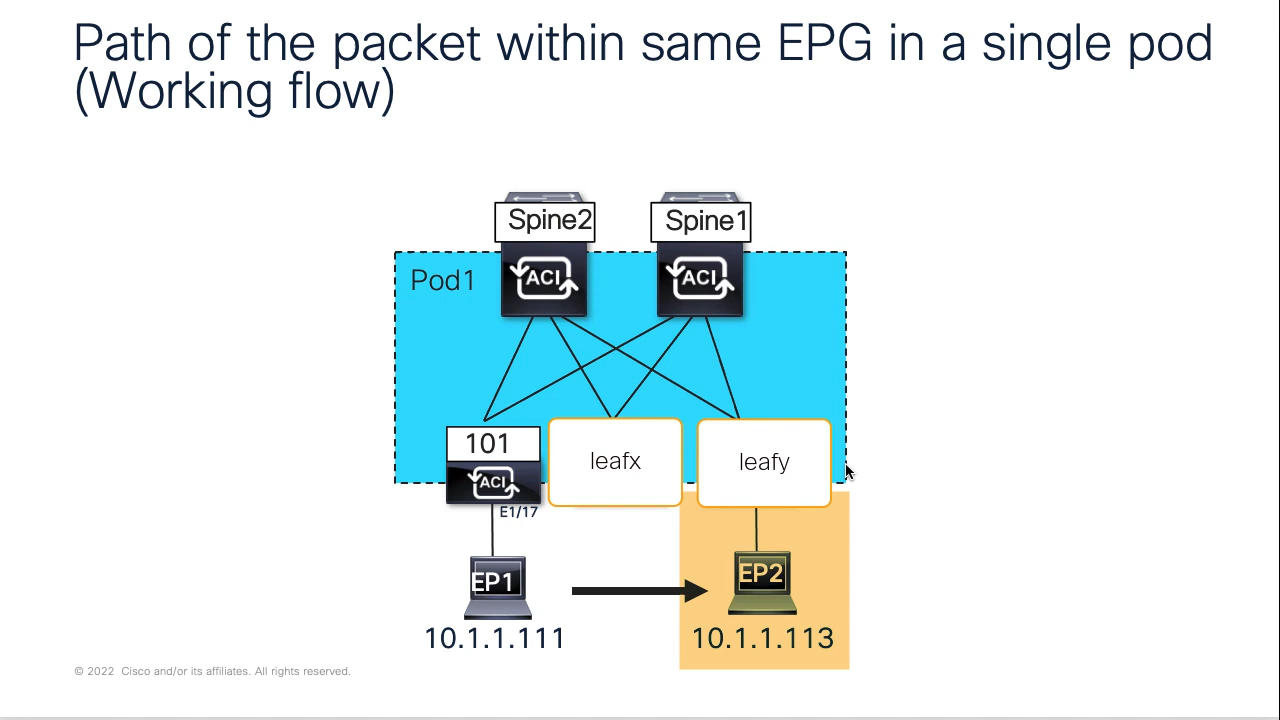 Path of the packet within same EPG in a single pod
(Working flow)
Spine2
Spine1
Pod1
ACI
ACI
101
leafx
leafy
ACI
E1/17
EP1
EP2
10.1.1.111
10.1.1.113
© 2022 Cisco and/or its affiliates. All rights reserved.